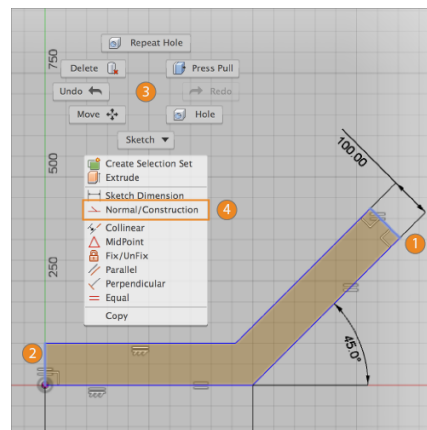 Repeat Hole
Delete
Press Pull
Undo
3
Redo
Move
Hole
Sketch
Create Selection Set
Extrude
Sketch Dimension
Normal/Construction
4
Collinear
MidPoint
Fix/UnFix
Parallel
Perpendicular
Equal
Copy
750
500
250
100.00
1
2
45.0°